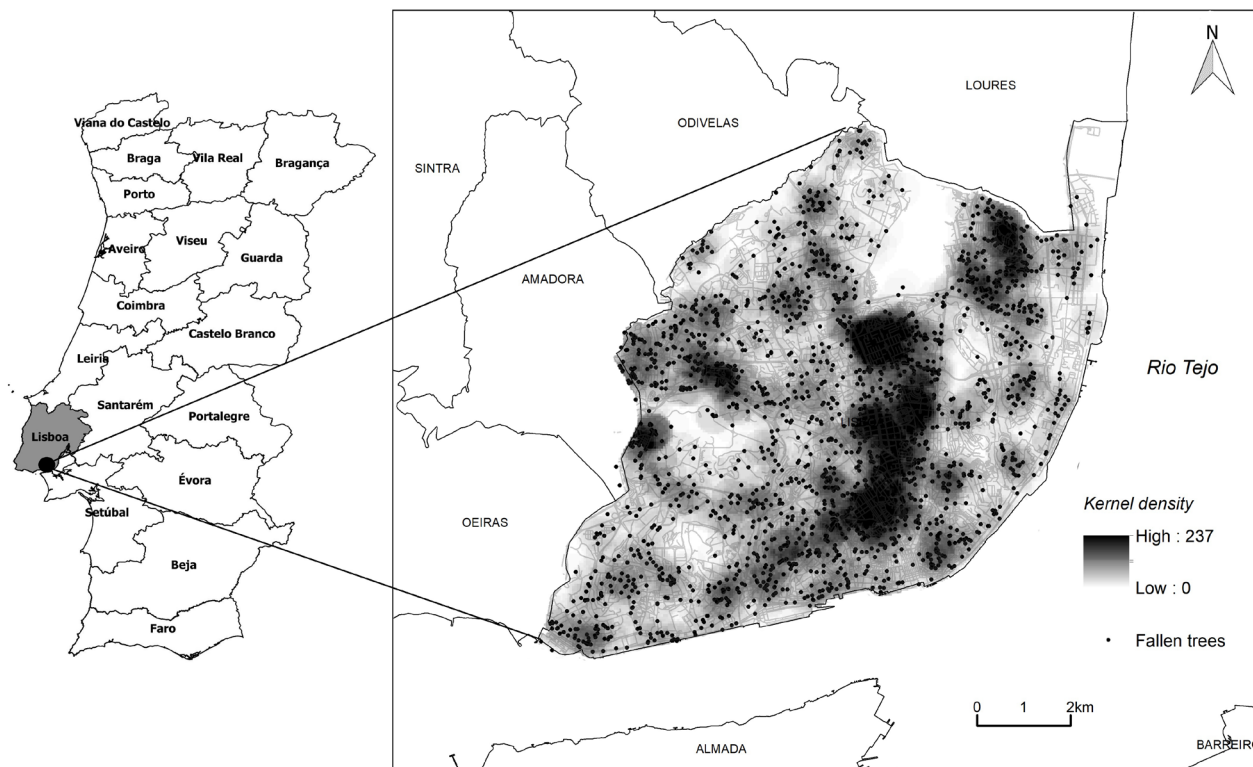 Viana do Castelo
Braga
Vila Real
Bragança
Porto
Aveiro
Viseu
Guarda
Coimbra
Castelo Branco
Leiria
Santarém
Portalegre
Lisboa
Évora
Setúbal
Beja
Faro
N
LOURES
ODIVELAS
SINTRA
AMADORA
Rio Tejo
OEIRAS
Kernel density
High : 237
Low : 0
Fallen trees
0 1 2km
ALMADA
BARREIRO